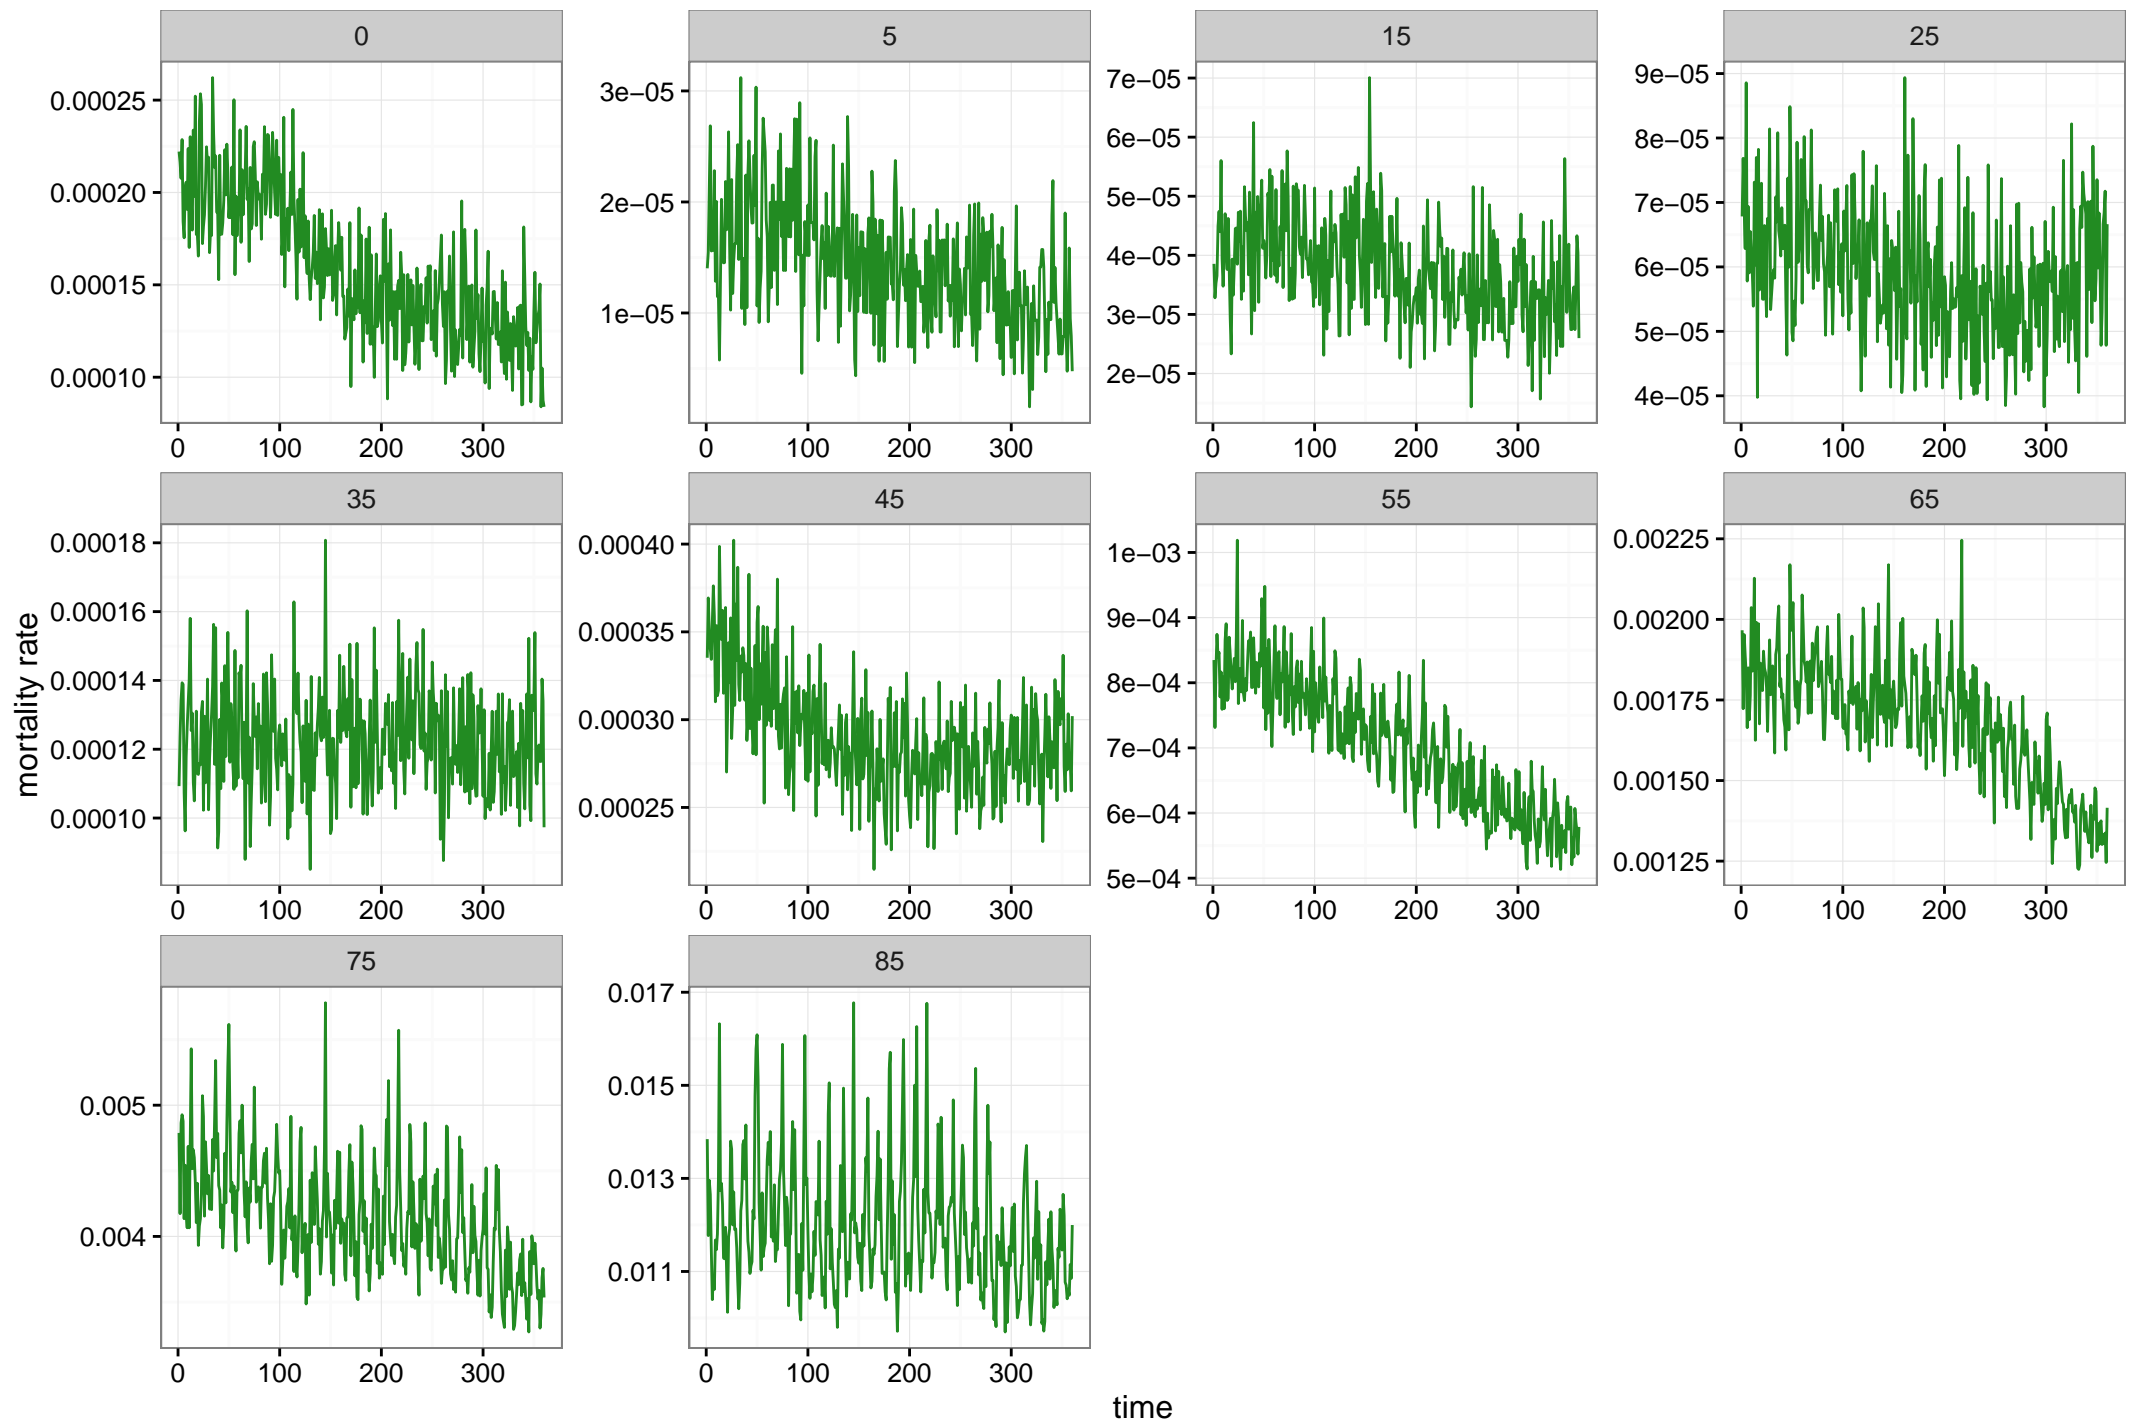 0 5 15 25
0.00025
0.00020
0.00015
0.00010
3e−05
2e−05
1e−05
7e−05
6e−05
5e−05
4e−05
3e−05
2e−05
9e−05
8e−05
7e−05
6e−05
5e−05
4e−05
0 100 200 300 0 100 200 300 0 100 200 300 0 100 200 300
35 45 55 65
mortality rate
0.00018
0.00016
0.00014
0.00012
0.00010
0.00040
0.00035
0.00030
0.00025
1e−03
9e−04
8e−04
7e−04
6e−04
5e−04
0.00225
0.00200
0.00175
0.00150
0.00125
0 100 200 300 0 100 200 300 0 100 200 300 0 100 200 300
75 85
0.005
0.004
0.017
0.015
0.013
0.011
0 100 200 300 0 100 200 300
time